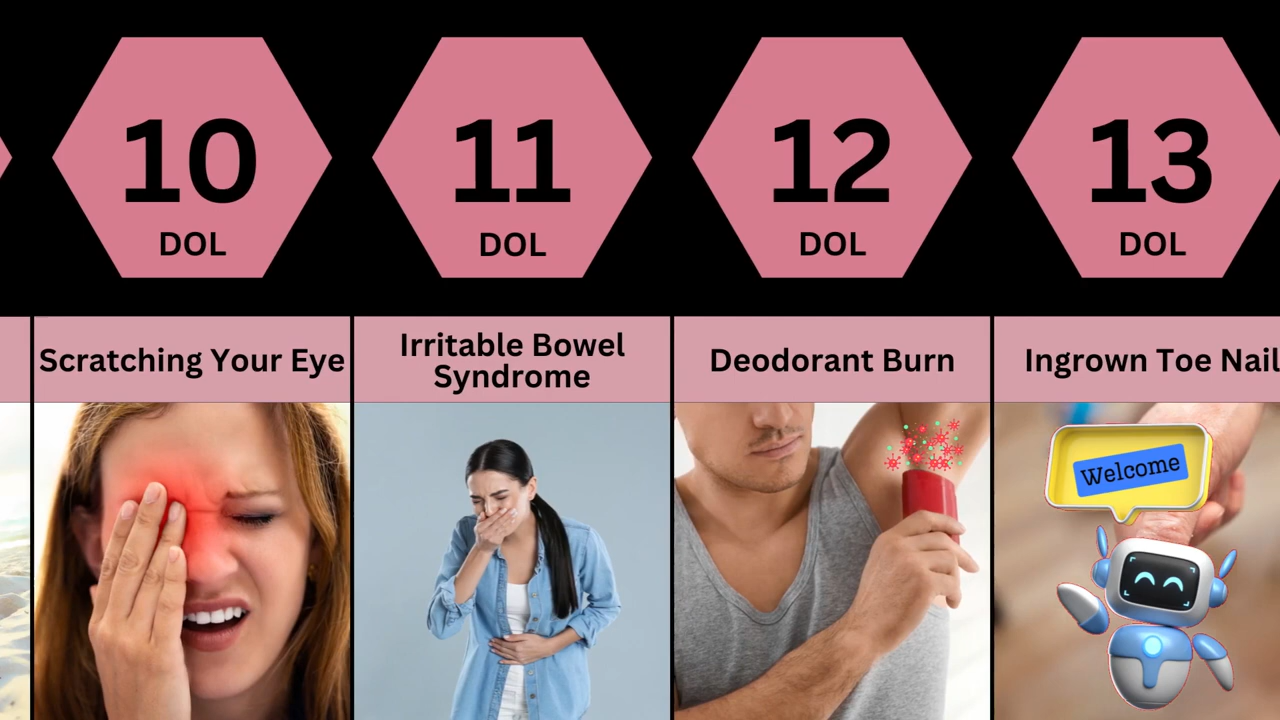 10
DOL
11
DOL
12
DOL
13
DOL
Scratching Your Eye
Irritable Bowel
Syndrome
Deodorant Burn
Ingrown Toe Nail
Welcome